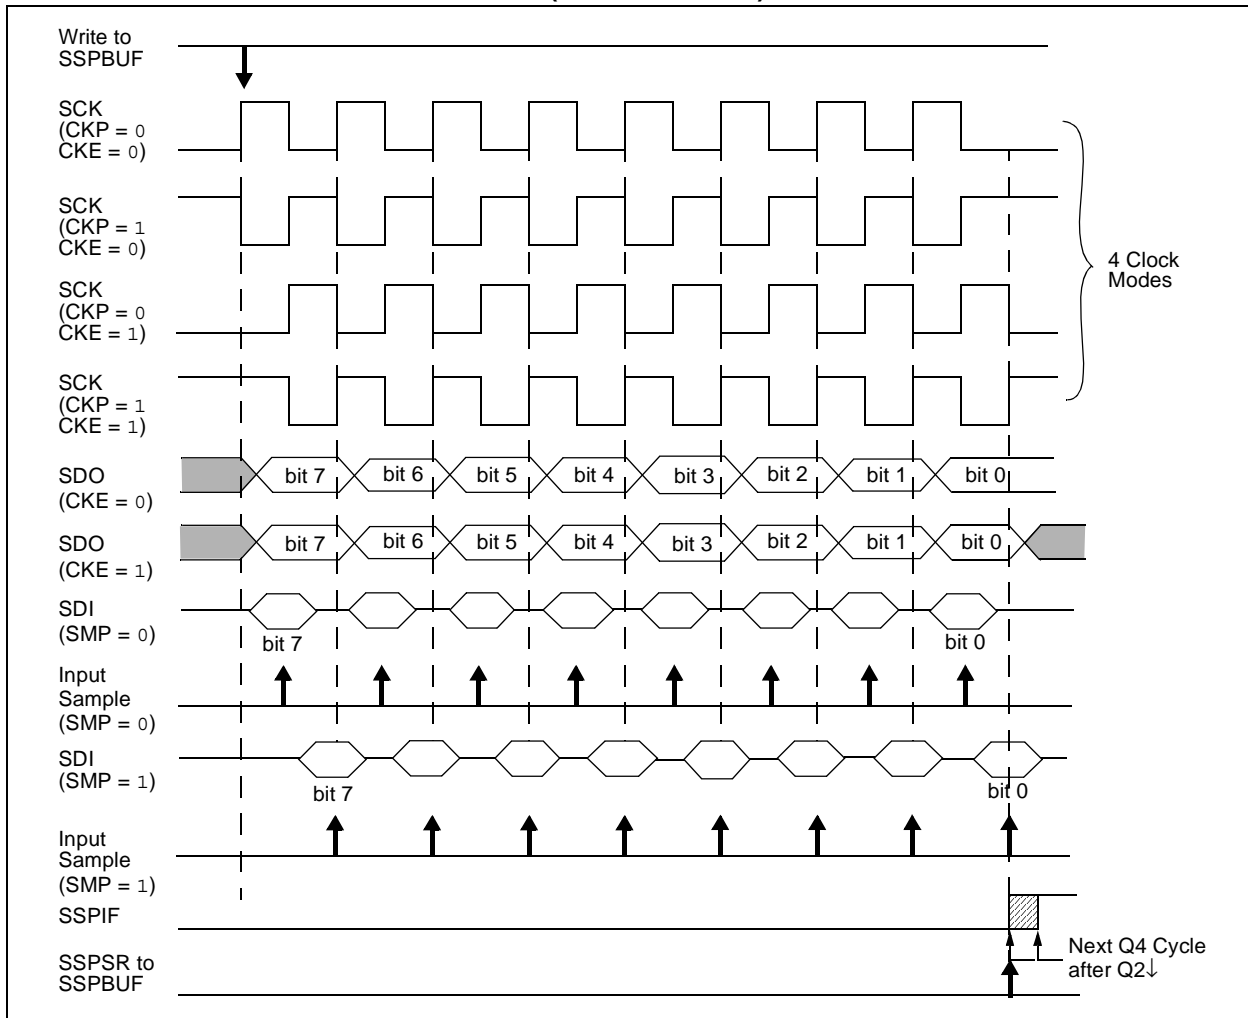 Write to
SSPBUF
SCK
(CKP = 0
CKE = 0)
SCK
(CKP = 1
CKE = 0)
SCK
(CKP = 0
CKE = 1)
SCK
(CKP = 1
CKE = 1)
4 Clock
Modes
SDO
(CKE = 0)
bit 7 bit 6 bit 5 bit 4 bit 3 bit 2 bit 1 bit 0
SDO
(CKE = 1)
bit 7 bit 6 bit 5 bit 4 bit 3 bit 2 bit 1 bit 0
SDI
(SMP = 0)
bit 7 bit 0
Input
Sample
(SMP = 0)
SDI
(SMP = 1)
bit 7 bit 0
Input
Sample
(SMP = 1)
SSPIF
Next Q4 Cycle
after Q2↓
SSPSR to
SSPBUF